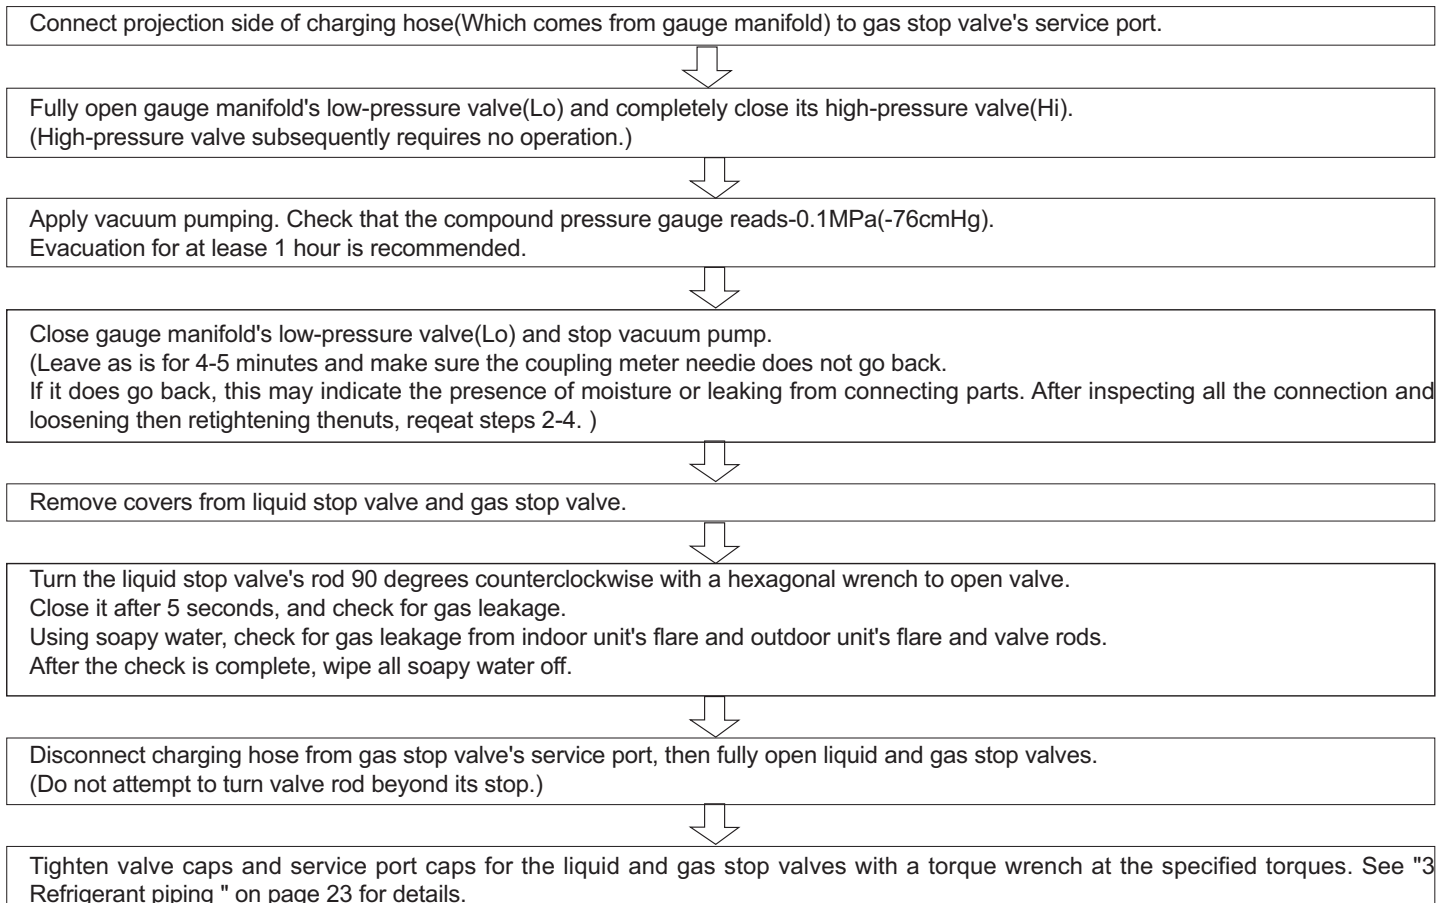 Connect projection side of charging hose(Which comes from gauge manifold) to gas stop valve's service port.
Fully open gauge manifold's low-pressure valve(Lo) and completely close its high-pressure valve(Hi).
(High-pressure valve subsequently requires no operation.)
Apply vacuum pumping. Check that the compound pressure gauge reads-0.1MPa(-76cmHg).
Evacuation for at lease 1 hour is recommended.
Close gauge manifold's low-pressure valve(Lo) and stop vacuum pump.
(Leave as is for 4-5 minutes and make sure the coupling meter needie does not go back.
If it does go back, this may indicate the presence of moisture or leaking from connecting parts. After inspecting all the connection and
loosening then retightening thenuts, reqeat steps 2-4. )
Remove covers from liquid stop valve and gas stop valve.
Turn the liquid stop valve's rod 90 degrees counterclockwise with a hexagonal wrench to open valve.
Close it after 5 seconds, and check for gas leakage.
Using soapy water, check for gas leakage from indoor unit's flare and outdoor unit's flare and valve rods.
After the check is complete, wipe all soapy water off.
Disconnect charging hose from gas stop valve's service port, then fully open liquid and gas stop valves.
(Do not attempt to turn valve rod beyond its stop.)
Tighten valve caps and service port caps for the liquid and gas stop valves with a torque wrench at the specified torques. See "3
Refrigerant piping " on page 23 for details.